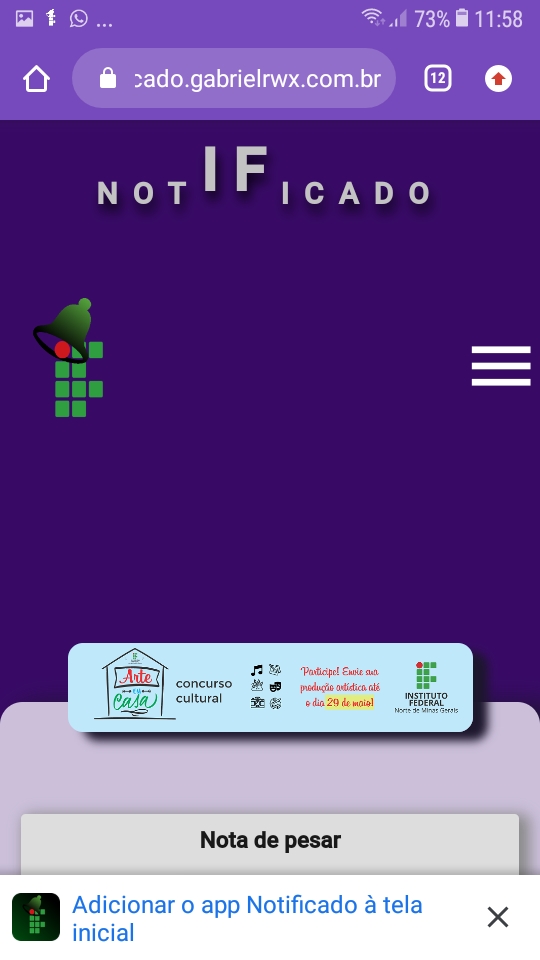 ... 73% 11:58
cado.gabrielrwx.com.br 12
NOTIFICADO
Arte
em
Casa
concurso
cultural
Participe! Envie sua
produção artística até
o dia 29 de maio!
INSTITUTO
FEDERAL
Norte de Minas Gerais
Nota de pesar
Adicionar o app Notificado à tela
inicial